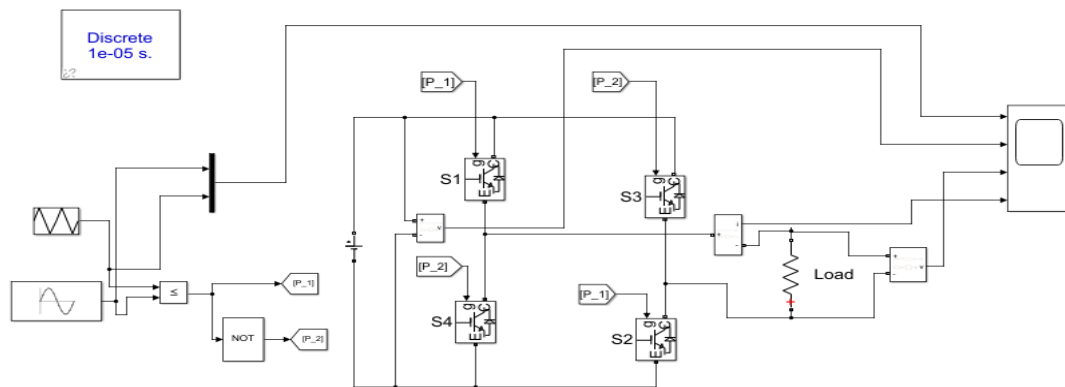 Discrete
1e-05 s.
[P_1]
[P_2]
g
C
S1
E
g
C
S3
E
+
-
v
+
i
-
+
-
v
Load
+
[P_2]
[P_1]
g
C
S4
E
g
C
S2
E
≤
[P_1]
NOT
[P_2]